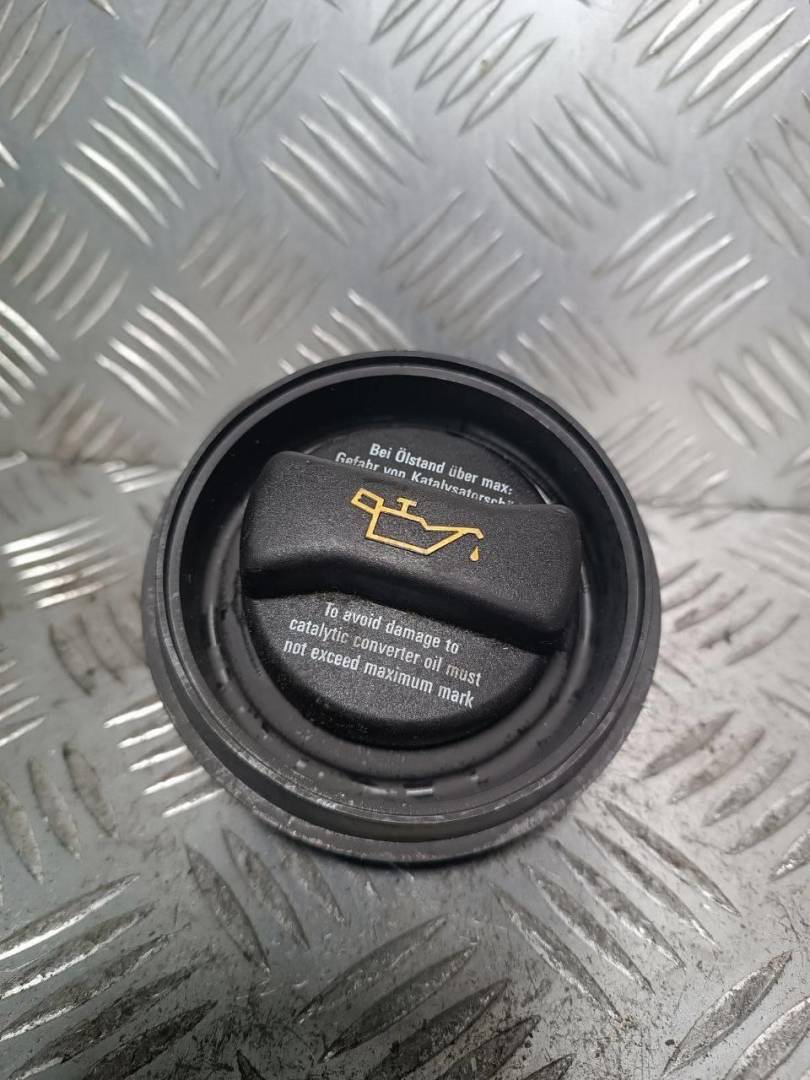 Bei Ölstand über max:
Gefahr von
To avoid damage to
catalytic converter oil must
not exceed maximum mark